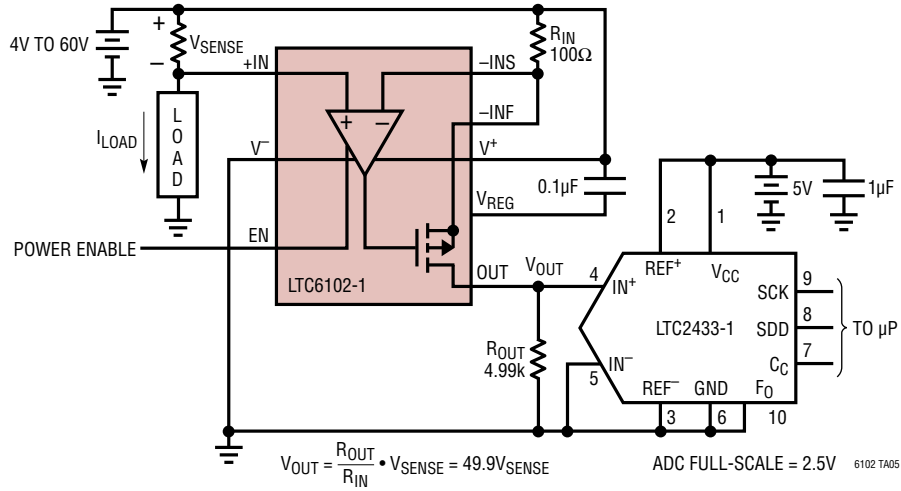 +
VSENSE
–
4V TO 60V
RIN
100Ω
+IN
–INS
–INF
LOAD
ILOAD
+ –
V–
V+
0.1µF
VREG
5V
1µF
2
1
POWER ENABLE
EN
LTC6102-1
OUT
VOUT
4
IN+
REF+
VCC
SCK
9
LTC2433-1
SDD
8
TO µP
CC
7
ROUT
4.99k
IN–
5
REF–
GND
FO
3
6
10
VOUT = ROUT/RIN • VSENSE = 49.9VSENSE
ADC FULL-SCALE = 2.5V
6102 TA05